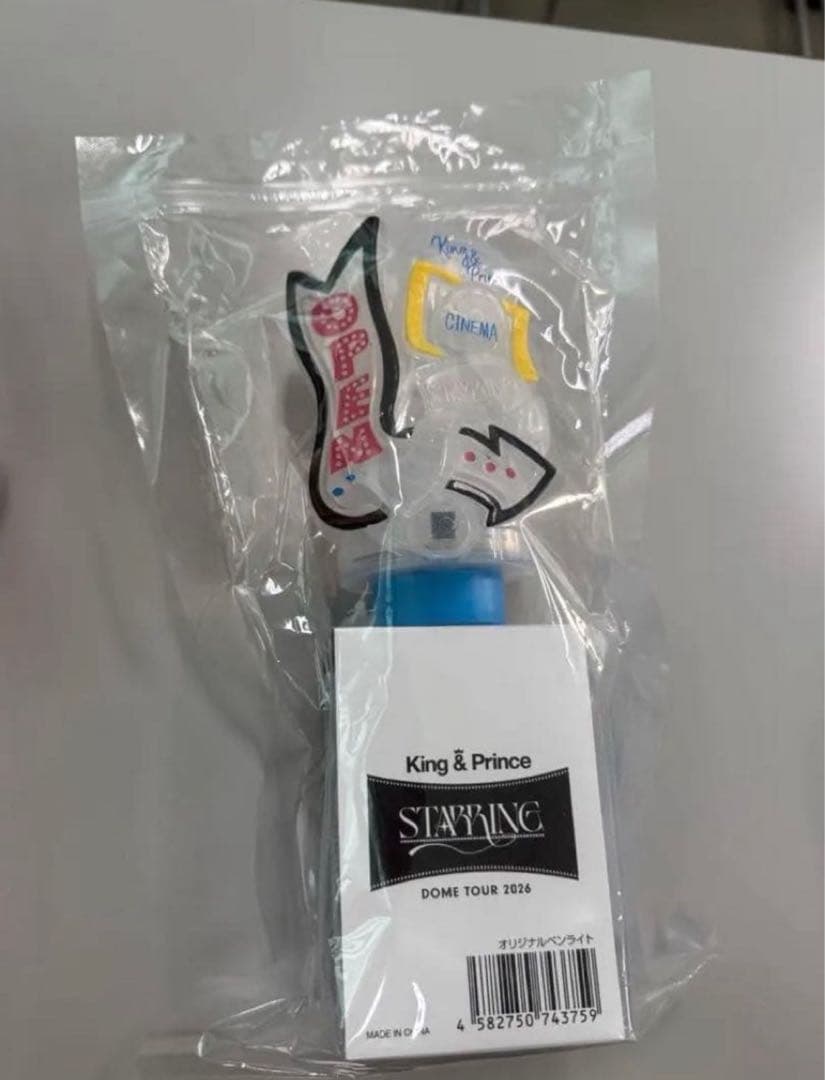 OPEN
King &
Prince
CINEMA
King & Prince
STARRING
DOME TOUR 2026
オリジナルペンライト
MADE IN CHINA
4 582750 743759